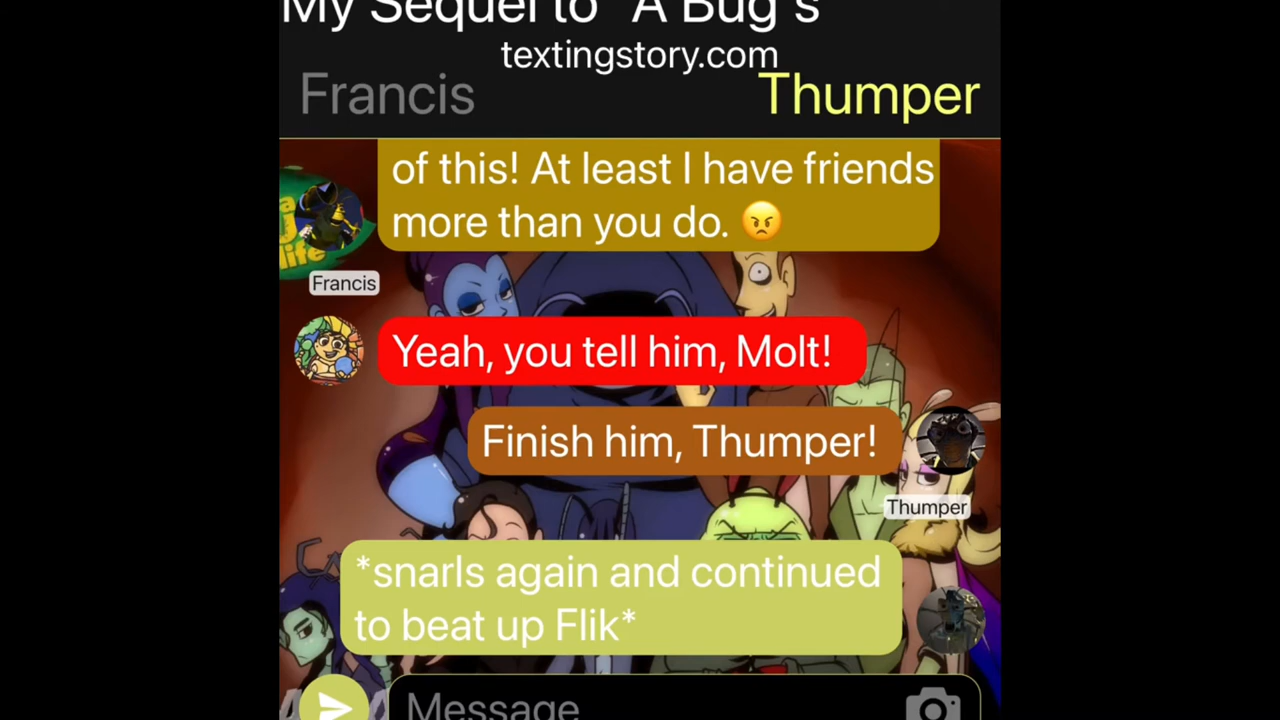 My Sequel to "A Bug's
textingstory.com
Francis
Thumper
of this! At least I have friends
more than you do. 😠
a
life
Francis
Yeah, you tell him, Molt!
Finish him, Thumper!
Thumper
*snarls again and continued
to beat up Flik*
Message